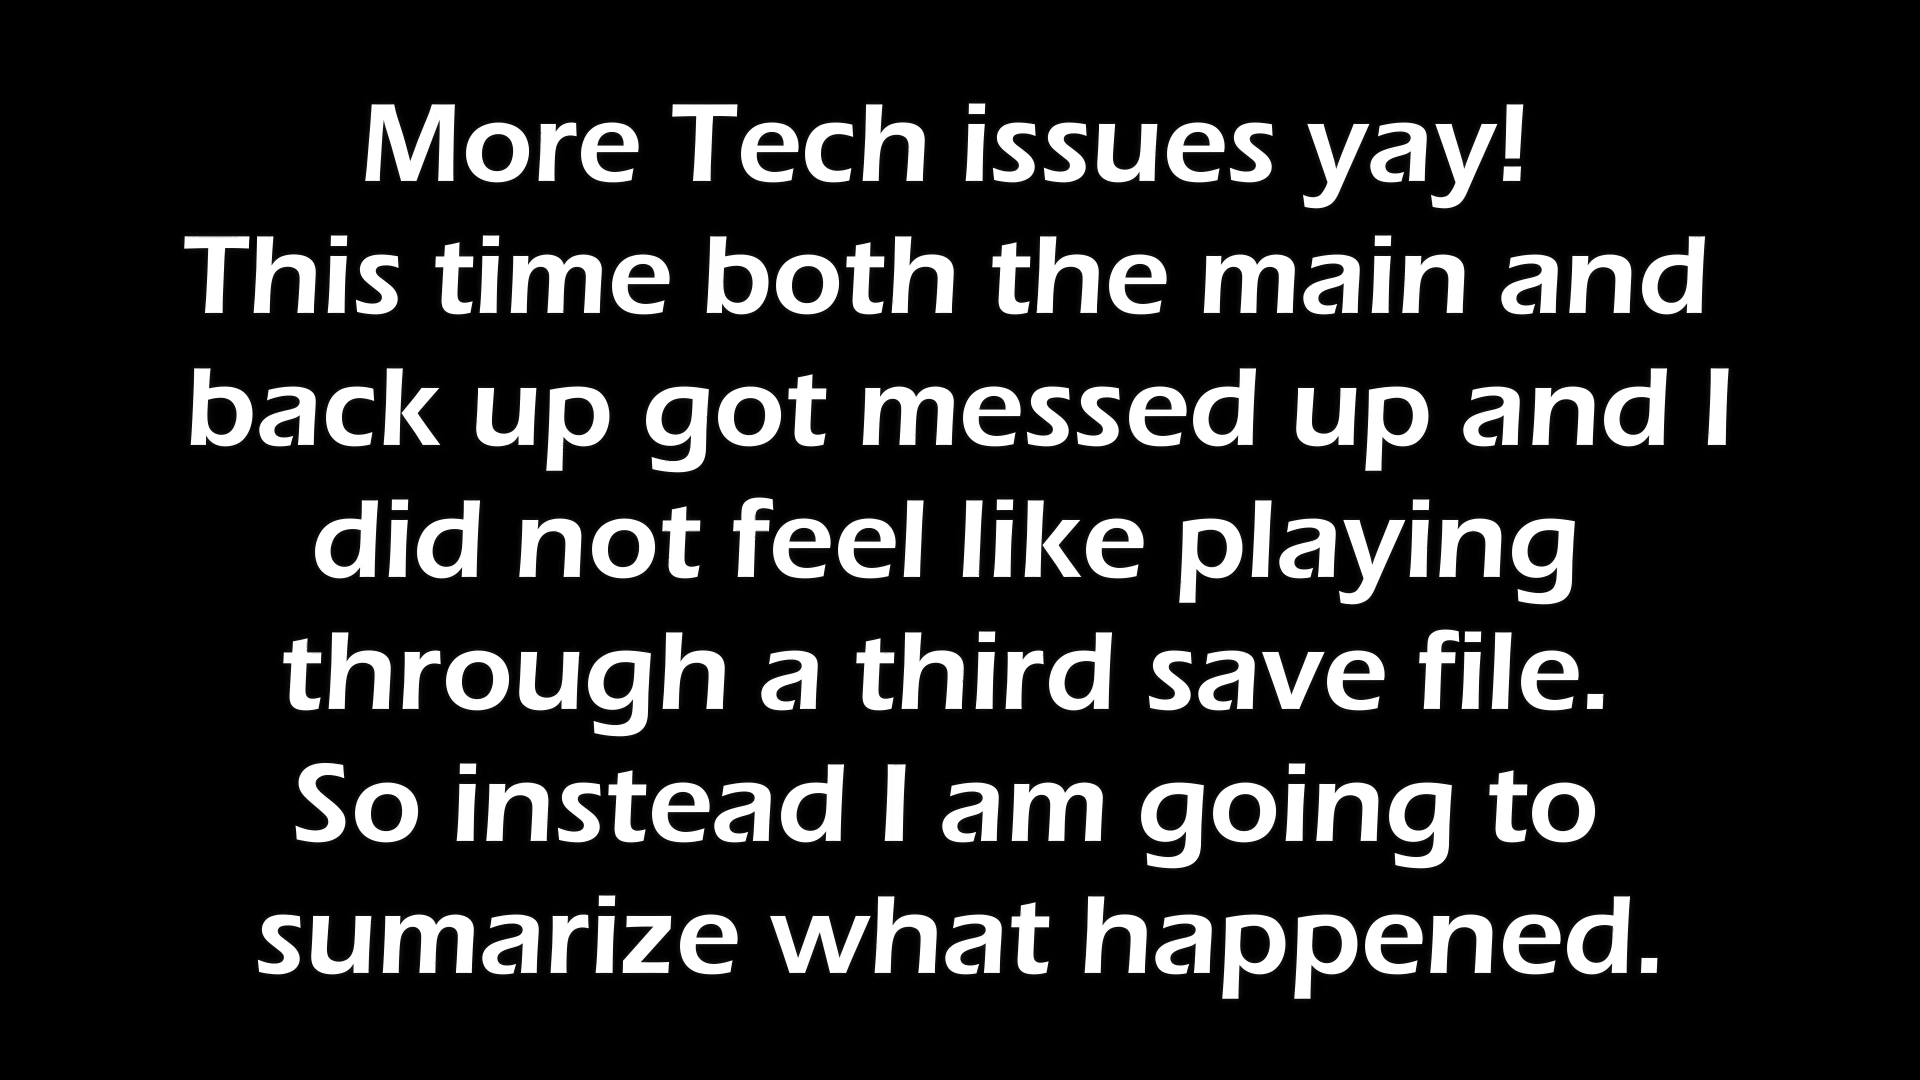 More Tech issues yay!
This time both the main and
back up got messed up and I
did not feel like playing
through a third save file.
So instead I am going to
sumarize what happened.